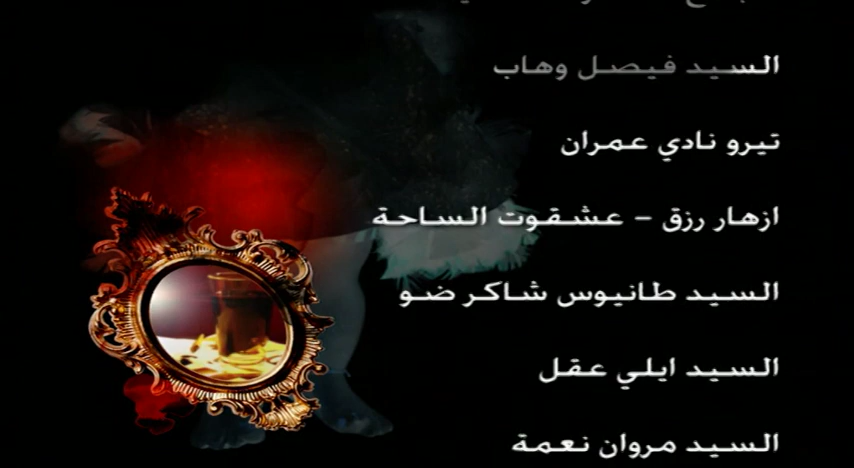 السيد فيصل وهاب
تيرو نادي عمران
ازهار رزق - عشقوت الساحة
السيد طانيوس شاكر ضو
السيد ايلي عقل
السيد مروان نعمة